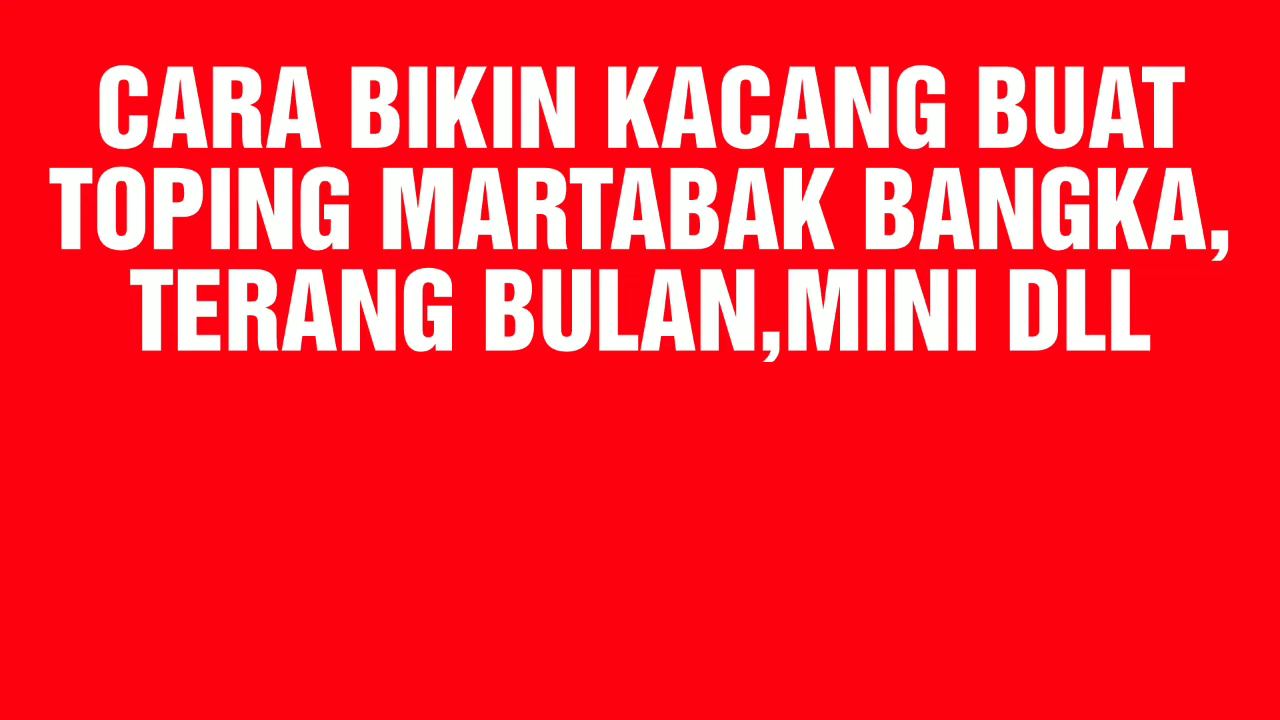 CARA BIKIN KACANG BUAT
TOPING MARTABAK BANGKA,
TERANG BULAN,MINI DLL